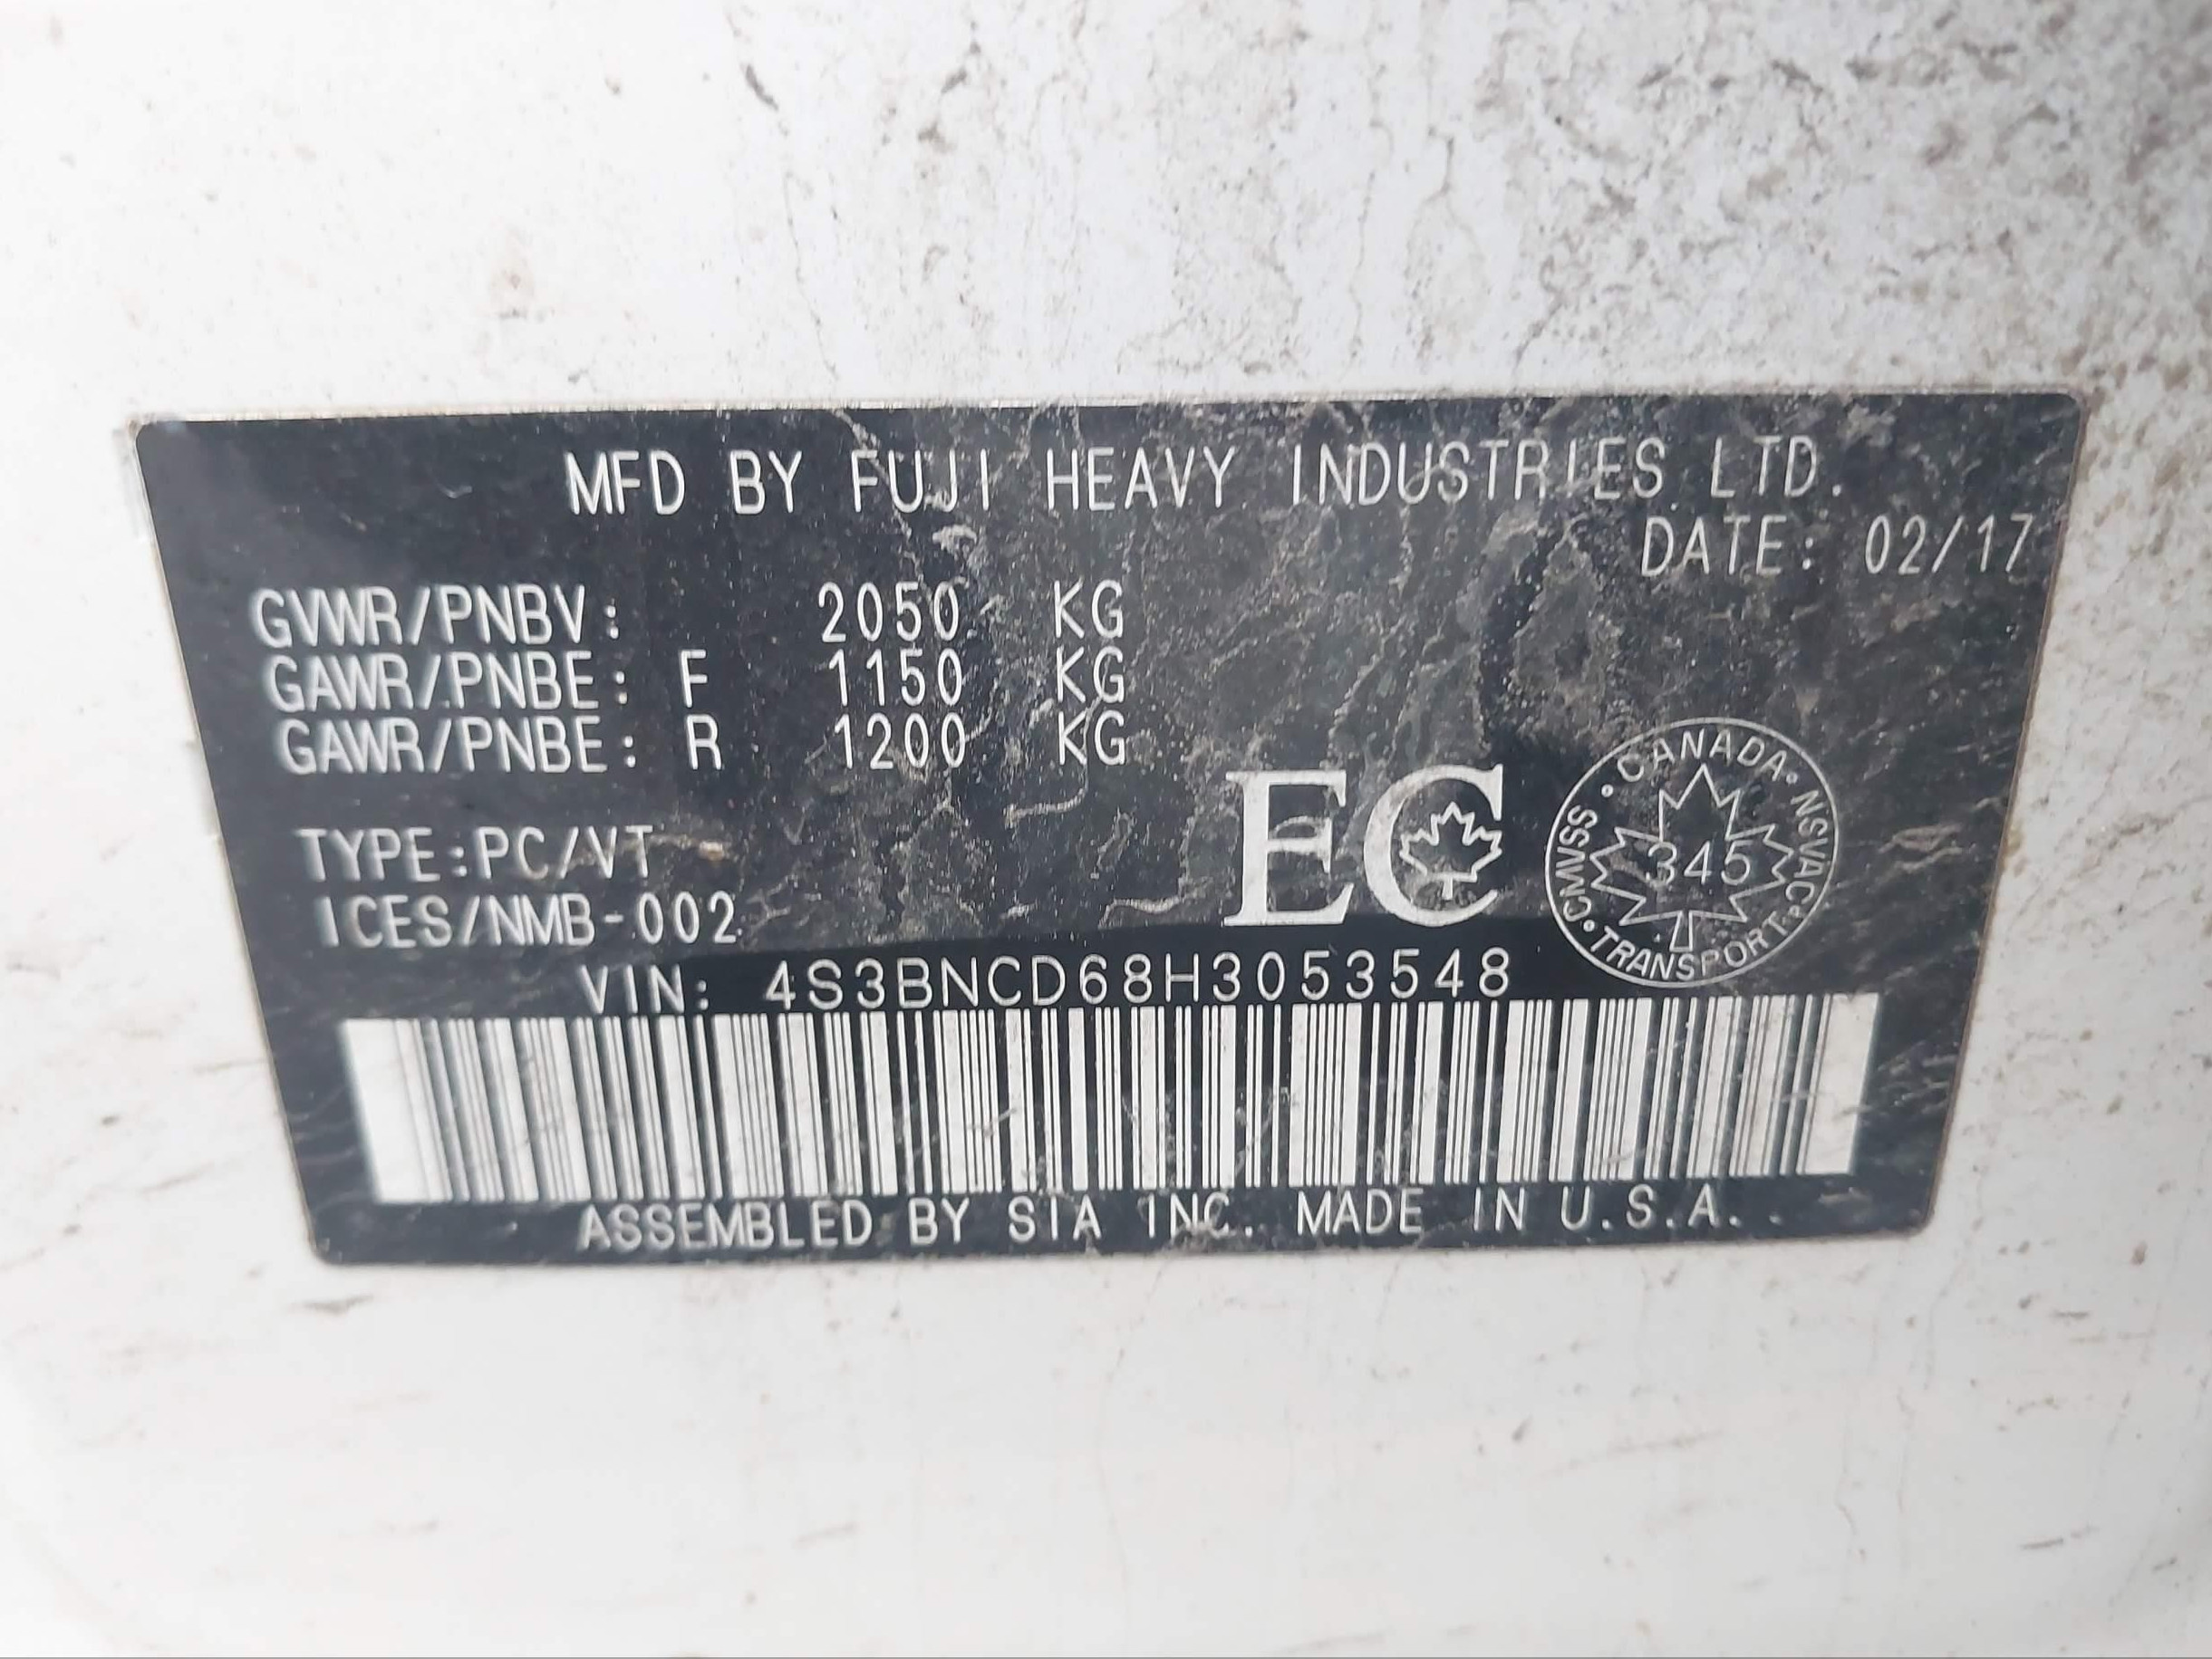 MFD BY FUJI HEAVY INDUSTRIES LTD.
DATE: 02/17
GVWR/PNBV: 2050 KG
GAWR/PNBE: F 1150 KG
GAWR/PNBE: R 1200 KG
TYPE:PC/VT
ICES/NMB-002
EC
CANADA • NSVAC • TRANSPORT • CMVSS •
345
VIN: 4S3BNCD68H3053548
ASSEMBLED BY SIA INC. MADE IN U.S.A.